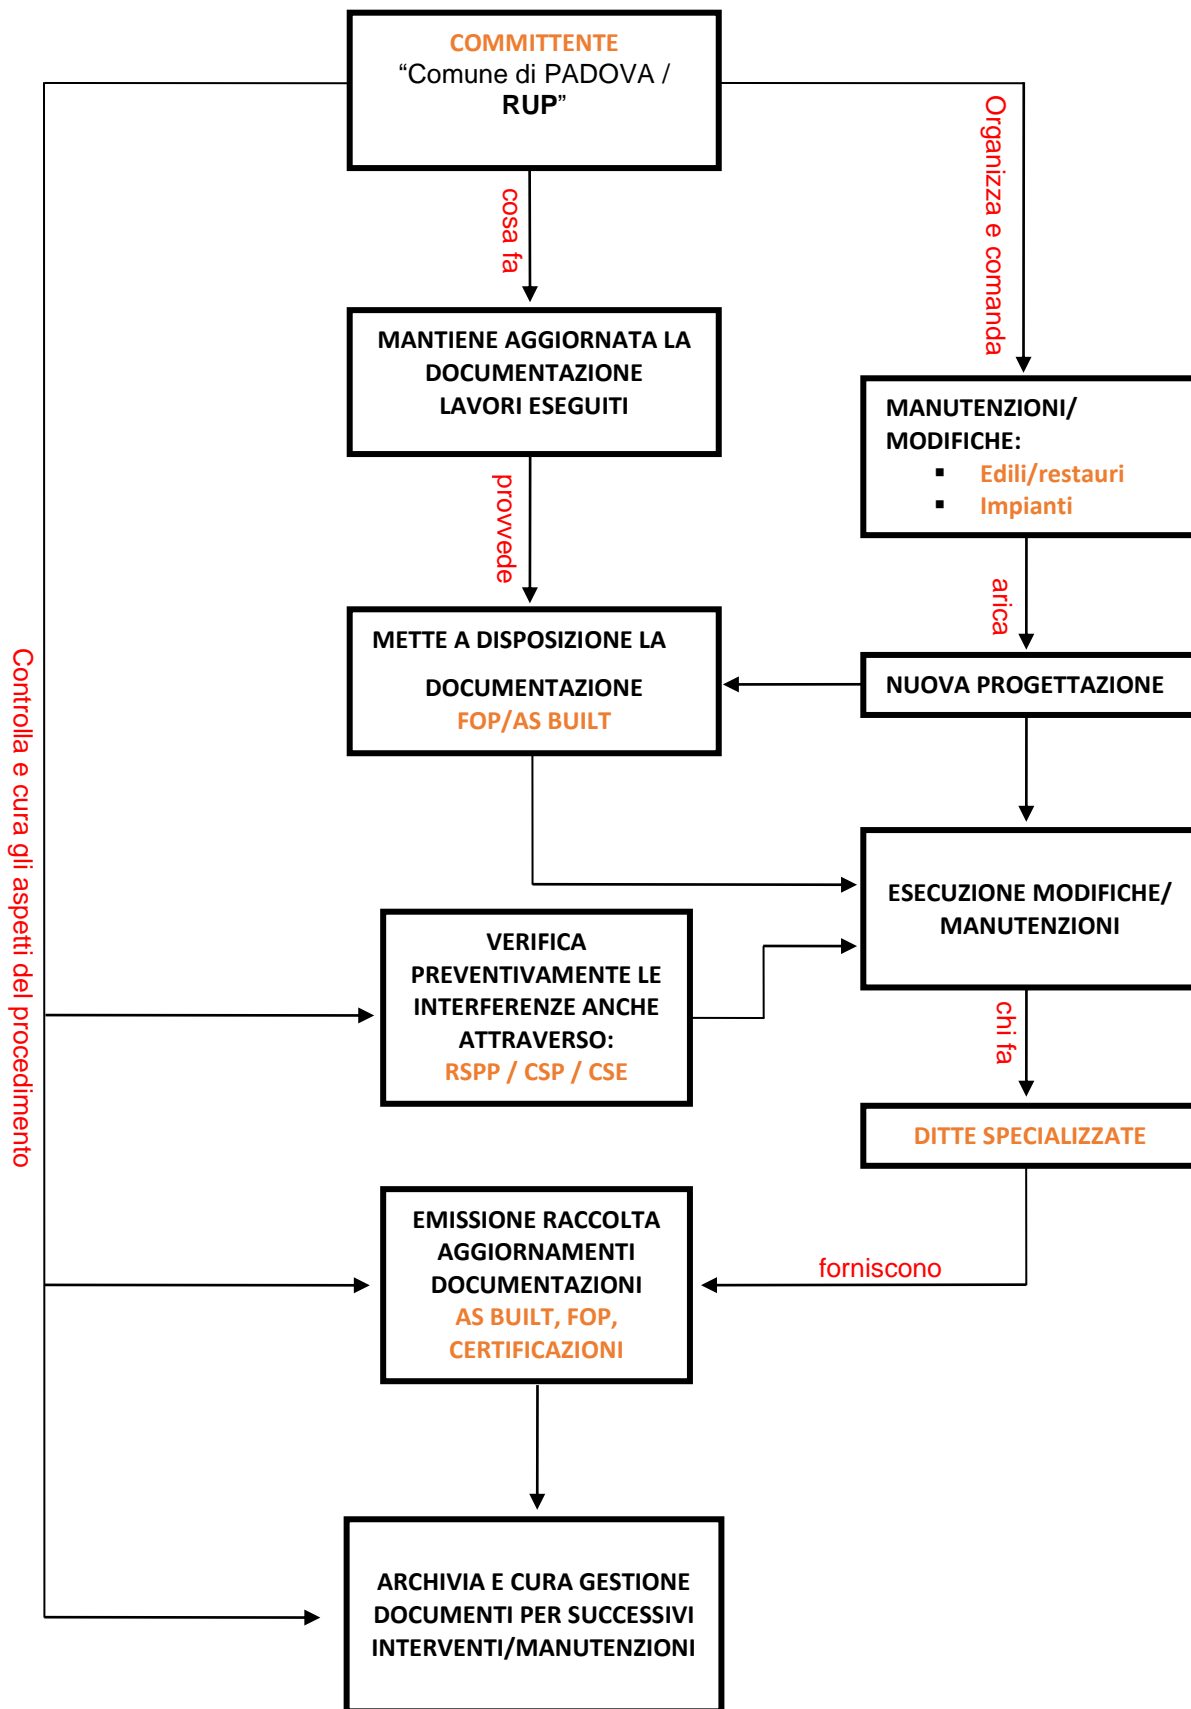 COMMITTENTE
“Comune di PADOVA /
RUP”
cosa fa
Organizza e comanda
MANTIENE AGGIORNATA LA
DOCUMENTAZIONE
LAVORI ESEGUITI
MANUTENZIONI/
MODIFICHE:
▪ Edili/restauri
▪ Impianti
provvede
arica
METTE A DISPOSIZIONE LA
DOCUMENTAZIONE
FOP/AS BUILT
NUOVA PROGETTAZIONE
Controlla e cura gli aspetti del procedimento
ESECUZIONE MODIFICHE/
MANUTENZIONI
VERIFICA
PREVENTIVAMENTE LE
INTERFERENZE ANCHE
ATTRAVERSO:
RSPP / CSP / CSE
chi fa
DITTE SPECIALIZZATE
EMISSIONE RACCOLTA
AGGIORNAMENTI
DOCUMENTAZIONI
AS BUILT, FOP,
CERTIFICAZIONI
forniscono
ARCHIVIA E CURA GESTIONE
DOCUMENTI PER SUCCESSIVI
INTERVENTI/MANUTENZIONI